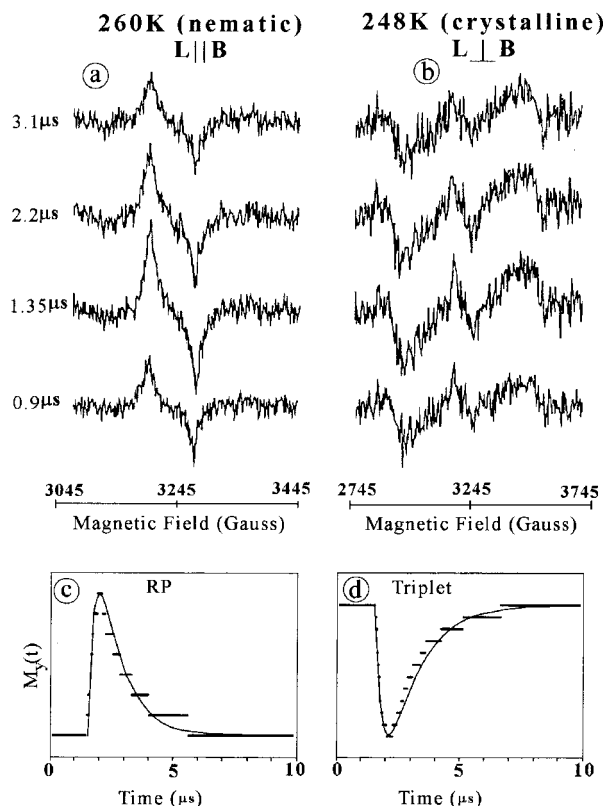 260K (nematic)
L||B
248K (crystalline)
L ⊥ B
a
b
3.1μs
2.2μs
1.35μs
0.9μs
3045 3245 3445
Magnetic Field (Gauss)
2745 3245 3745
Magnetic Field (Gauss)
c RP
d Triplet
My(t)
0 5 10
Time (μs)
0 5 10
Time (μs)